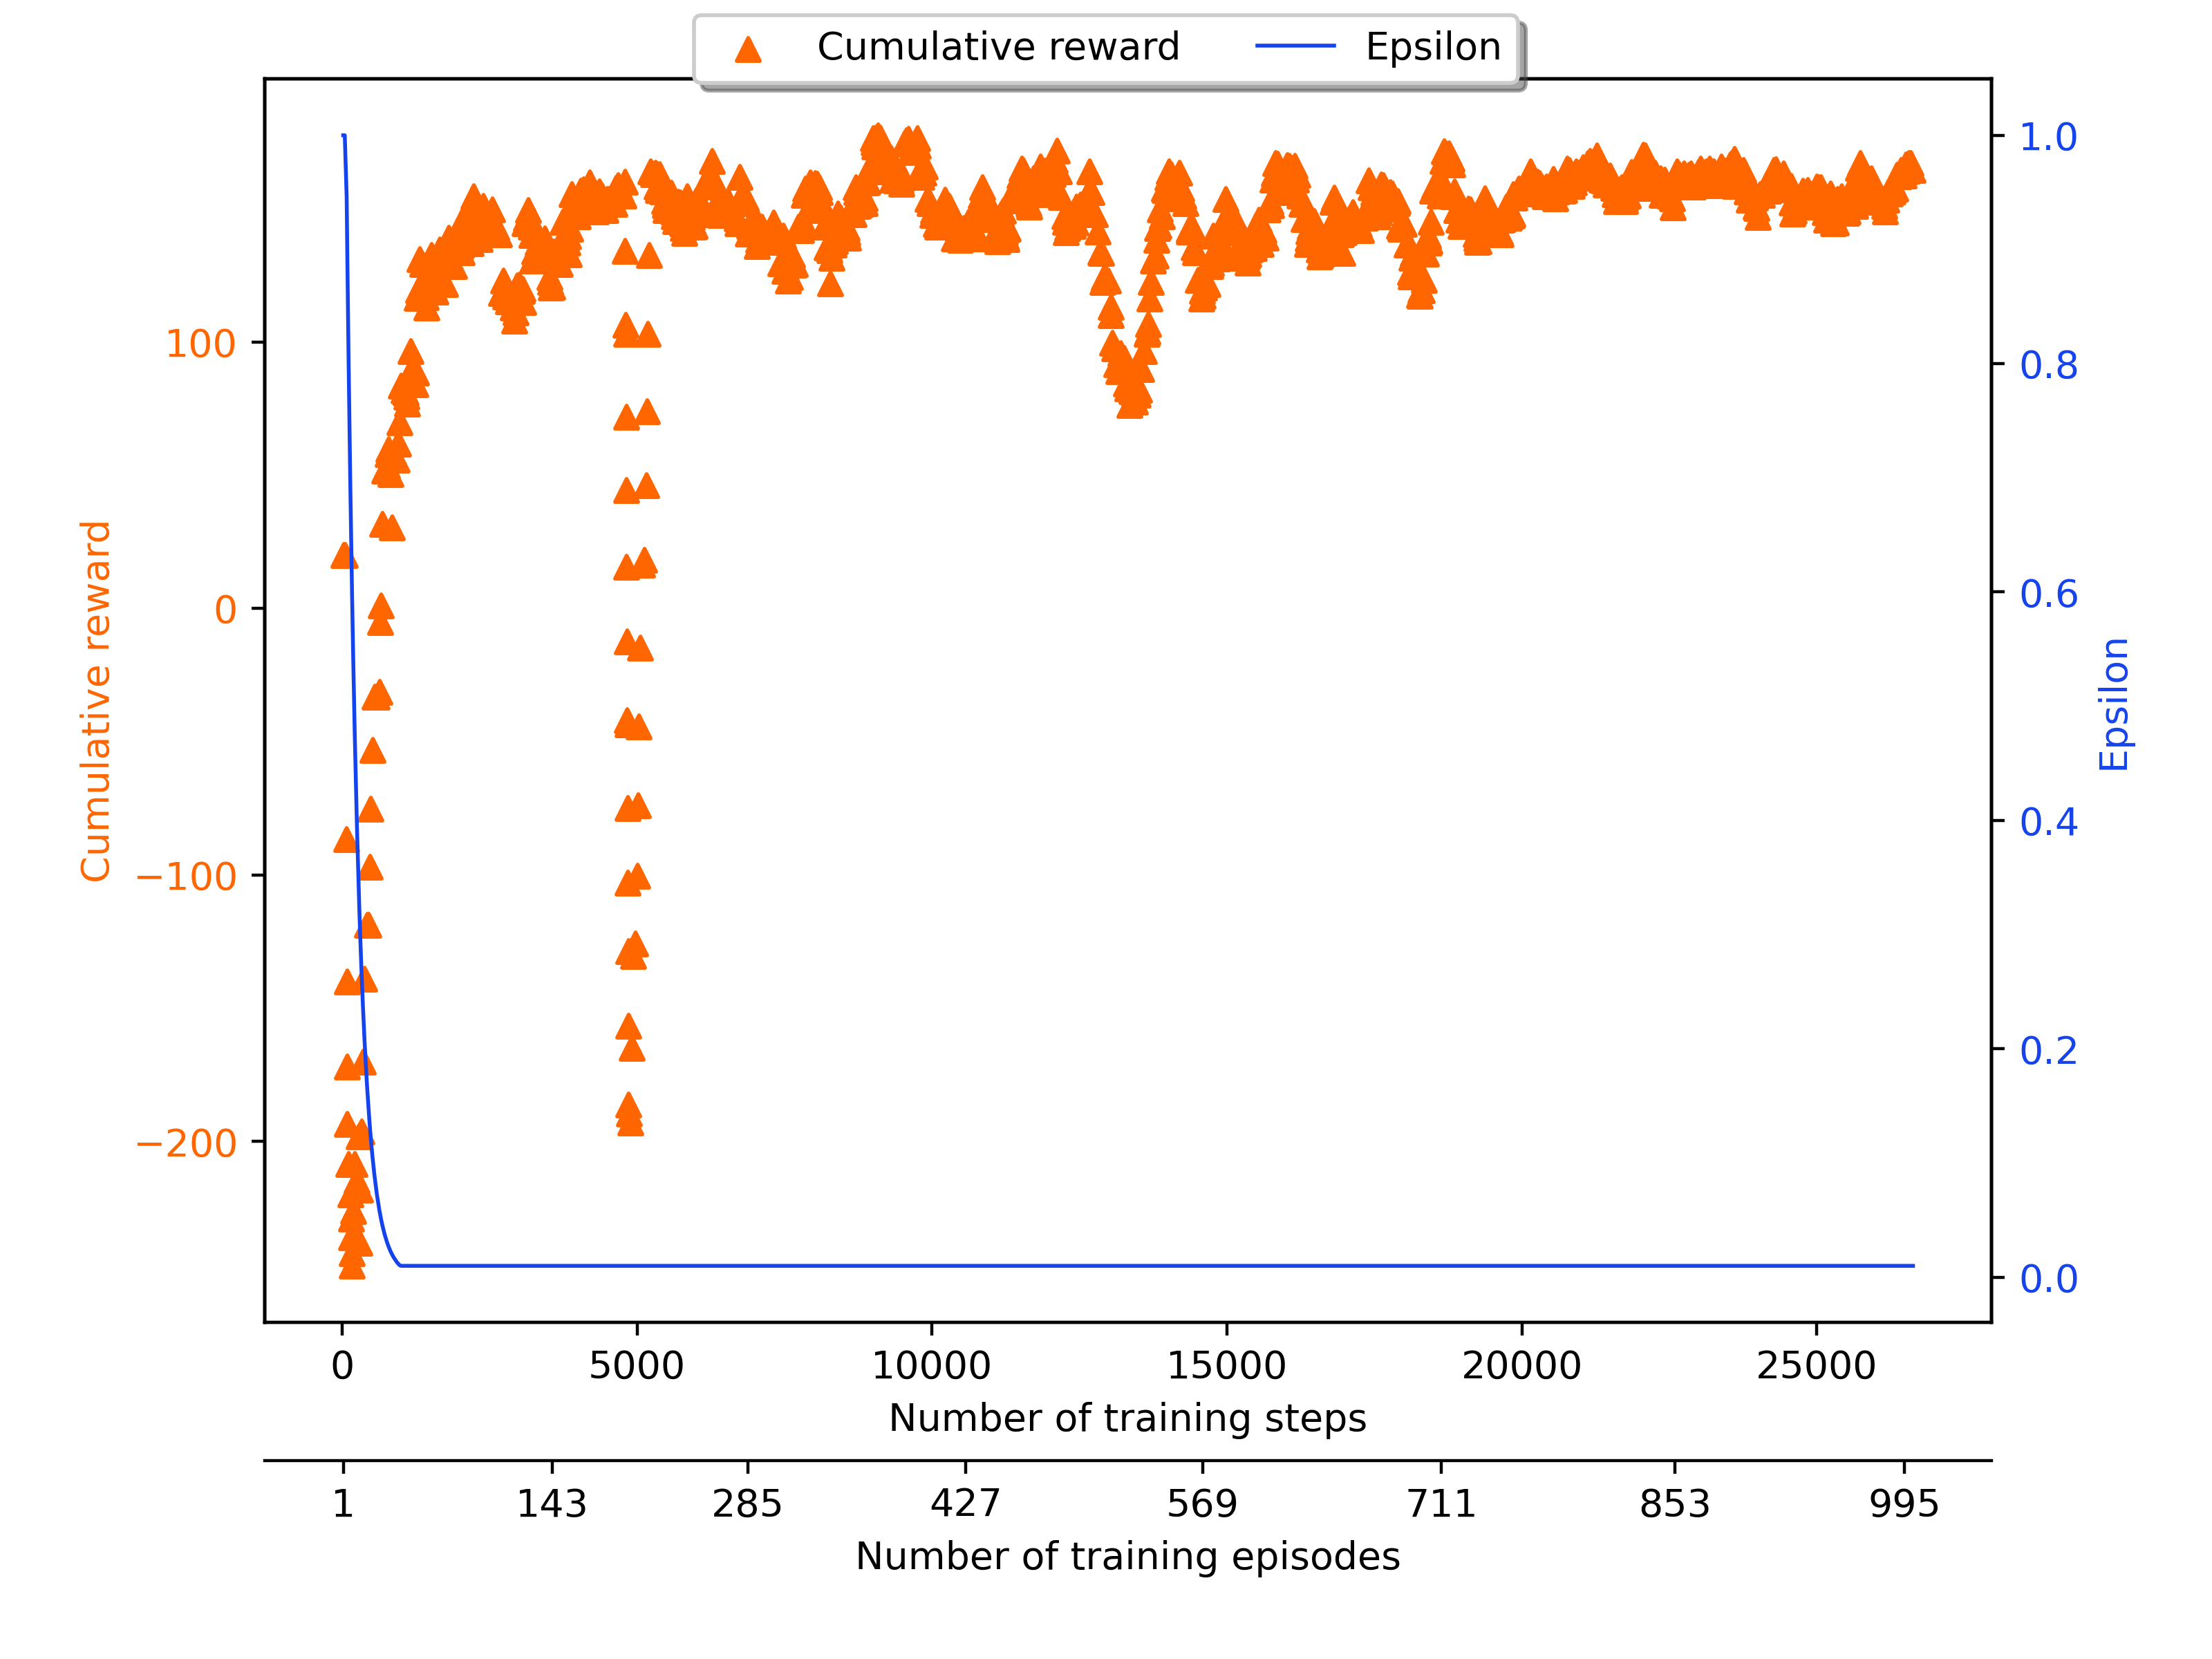 Cumulative reward Epsilon
100
0
−100
−200
Cumulative reward
1.0
0.8
0.6
0.4
0.2
0.0
Epsilon
0 5000 10000 15000 20000 25000
Number of training steps
1 143 285 427 569 711 853 995
Number of training episodes